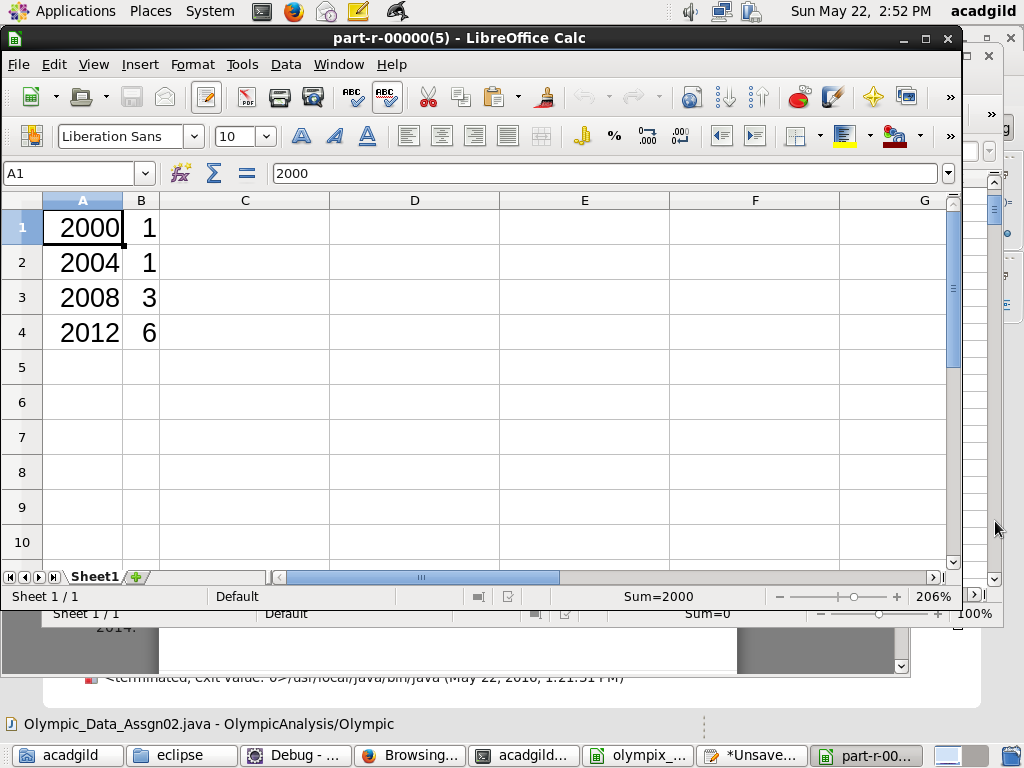 Applications Places System Sun May 22, 2:52 PM acadgild
part-r-00000(5) - LibreOffice Calc
File Edit View Insert Format Tools Data Window Help
ABC ABC
Liberation Sans 10 A A A % .000
A1 2000
A B C D E F G
1 2000 1
2 2004 1
3 2008 3
4 2012 6
5
6
7
8
9
10
Sheet1
Sheet 1 / 1 Default Sum=2000 206%
Sheet 1 / 1 Default Sum=0 100%
2014.
<terminated, exit value: 0>/usr/local/java/bin/java (May 22, 2016, 1:21:51 PM)
Olympic_Data_Assgn02.java - OlympicAnalysis/Olympic
acadgild eclipse Debug - ... Browsing... acadgild... olympix_... *Unsave... part-r-00...